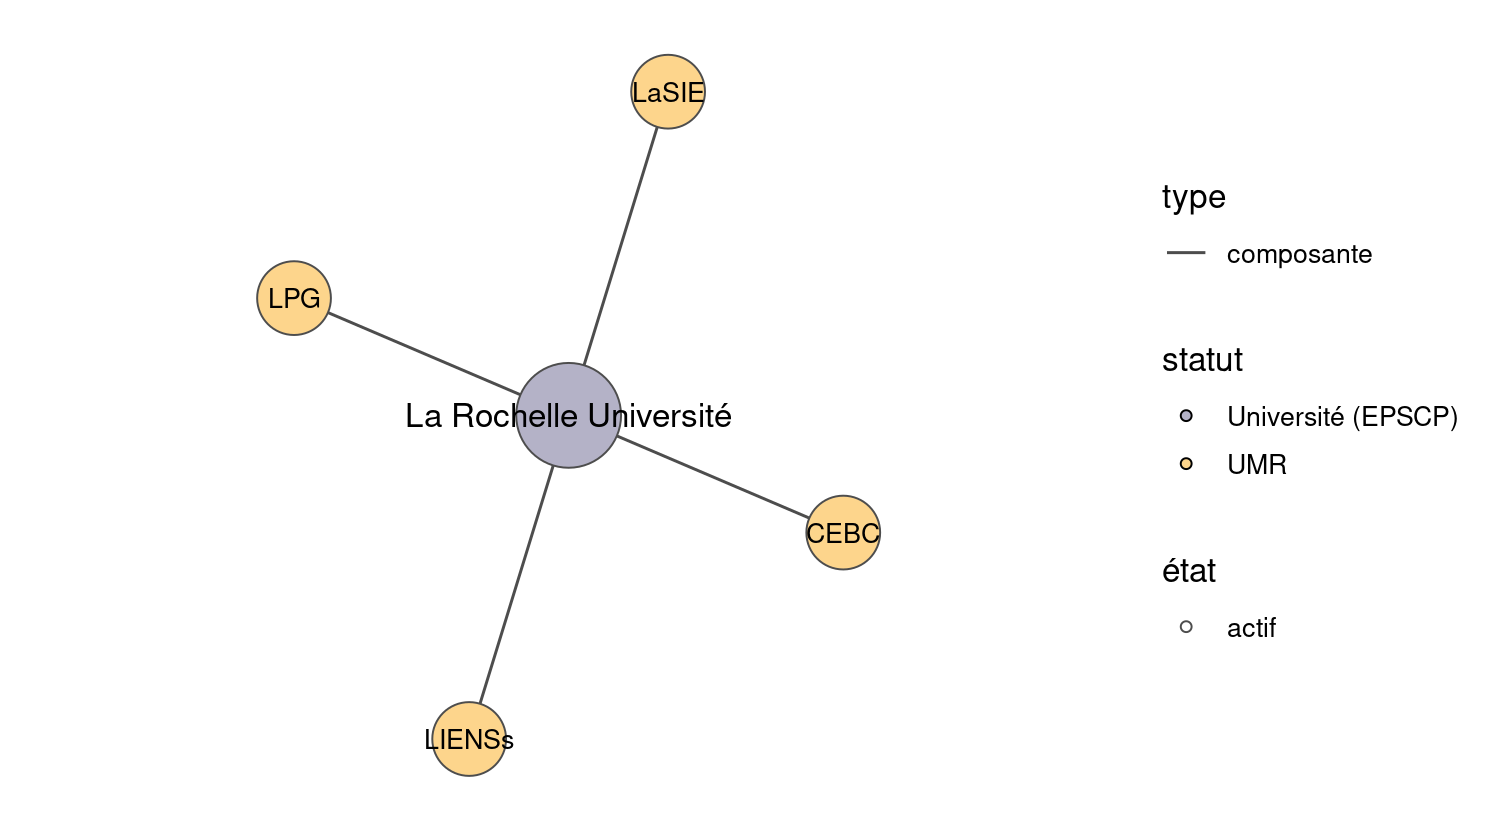 LaSIE
LPG
La Rochelle Université
CEBC
LIENSs
type
composante
statut
Université (EPSCP)
UMR
état
actif